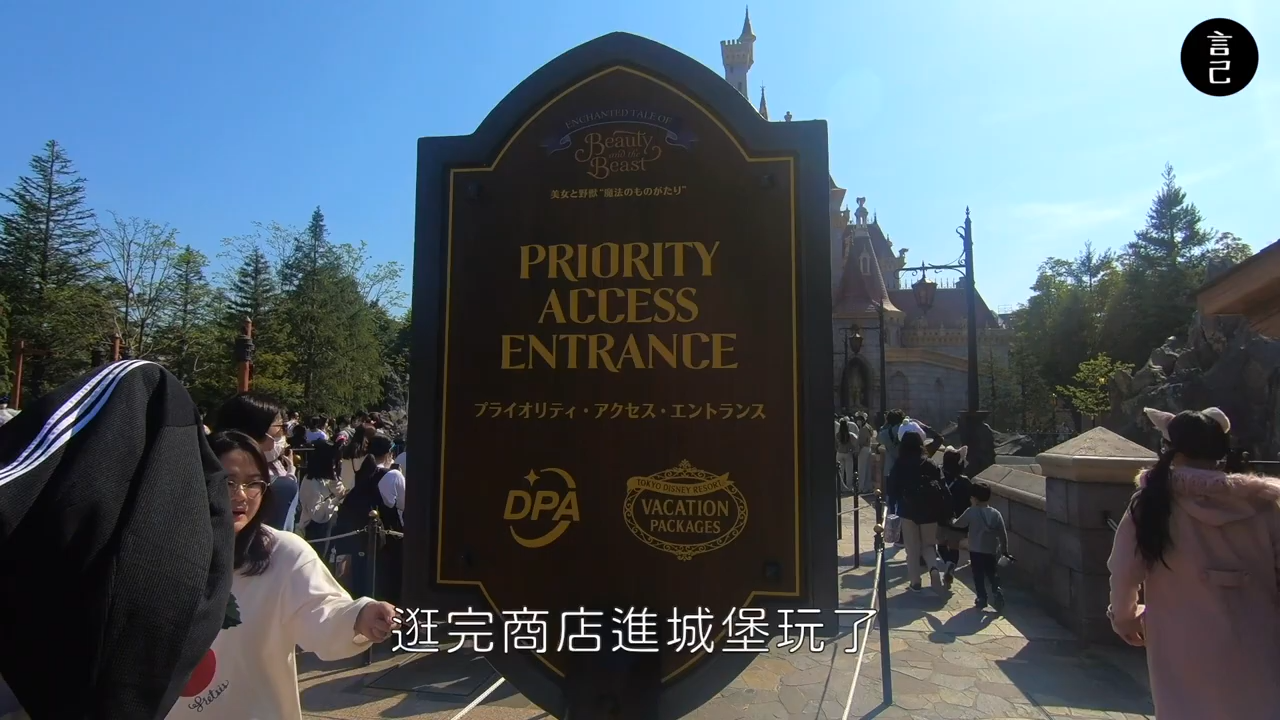 言己
ENCHANTED TALE OF
Beauty
and the
Beast
美女と野獣 "魔法のものがたり"
PRIORITY
ACCESS
ENTRANCE
プライオリティ・アクセス・エントランス
DPA
TOKYO DISNEY RESORT
VACATION
PACKAGES
逛完商店進城堡玩了